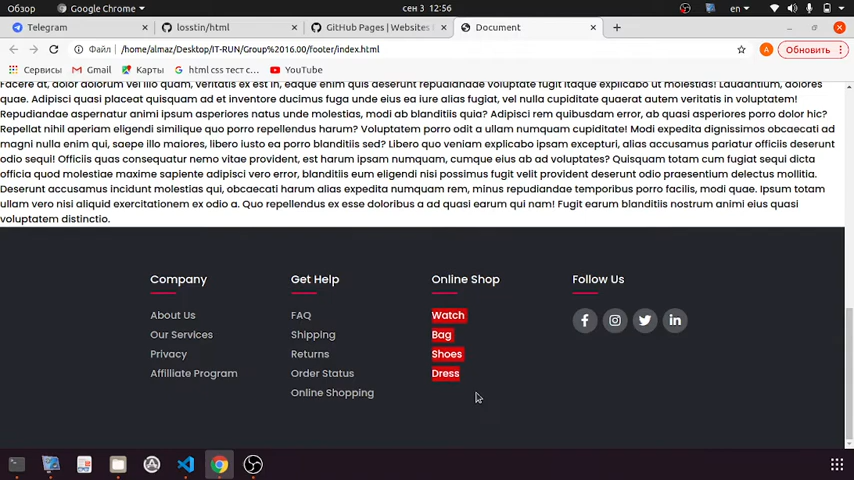 Обзор
Google Chrome
сен 3 12:56
en
Telegram
losstin/html
GitHub Pages | Websites
Document
Файл
/home/almaz/Desktop/IT-RUN/Group%2016.00/footer/index.html
A
Обновить
Сервисы
Gmail
Карты
html css тест с...
YouTube
Facere at, dolor dolorum vel illo quam, veritatis ex est in, eaque enim quis deserunt repudiandae voluptate fugit itaque explicabo ut molestias! Laudantium, dolores
quae. Adipisci quasi placeat quisquam ad et inventore ducimus fuga unde eius ea iure alias fugiat, vel nulla cupiditate quaerat autem veritatis in voluptatem!
Repudiandae aspernatur animi ipsum asperiores natus unde molestias, modi ab blanditiis quia? Adipisci rem quibusdam error, ab quasi asperiores porro dolor hic?
Repellat nihil aperiam eligendi similique quo porro repellendus harum? Voluptatem porro odit a ullam numquam cupiditate! Modi expedita dignissimos obcaecati ad
magni nulla enim qui, saepe illo maiores, libero iusto ea porro blanditiis sed? Libero quo veniam explicabo ipsam excepturi, alias accusamus pariatur officiis deserunt
odio sequi! Officiis quas consequatur nemo vitae provident, est harum ipsam numquam, cumque eius ab ad voluptates? Quisquam totam cum fugiat sequi dicta
officia quod molestiae maxime sapiente adipisci vero error, blanditiis eum eligendi nisi possimus fugit velit provident deserunt odio praesentium delectus mollitia.
Deserunt accusamus incidunt molestias qui, obcaecati harum alias expedita numquam rem, minus repudiandae temporibus porro facilis, modi quae. Ipsum totam
ullam vero nisi aliquid exercitationem ex odio a. Quo repellendus ex esse doloribus a ad quasi earum qui nam! Fugit earum blanditiis nostrum animi eius quasi
voluptatem distinctio.
Company
About Us
Our Services
Privacy
Affilliate Program
Get Help
FAQ
Shipping
Returns
Order Status
Online Shopping
Online Shop
Watch
Bag
Shoes
Dress
Follow Us